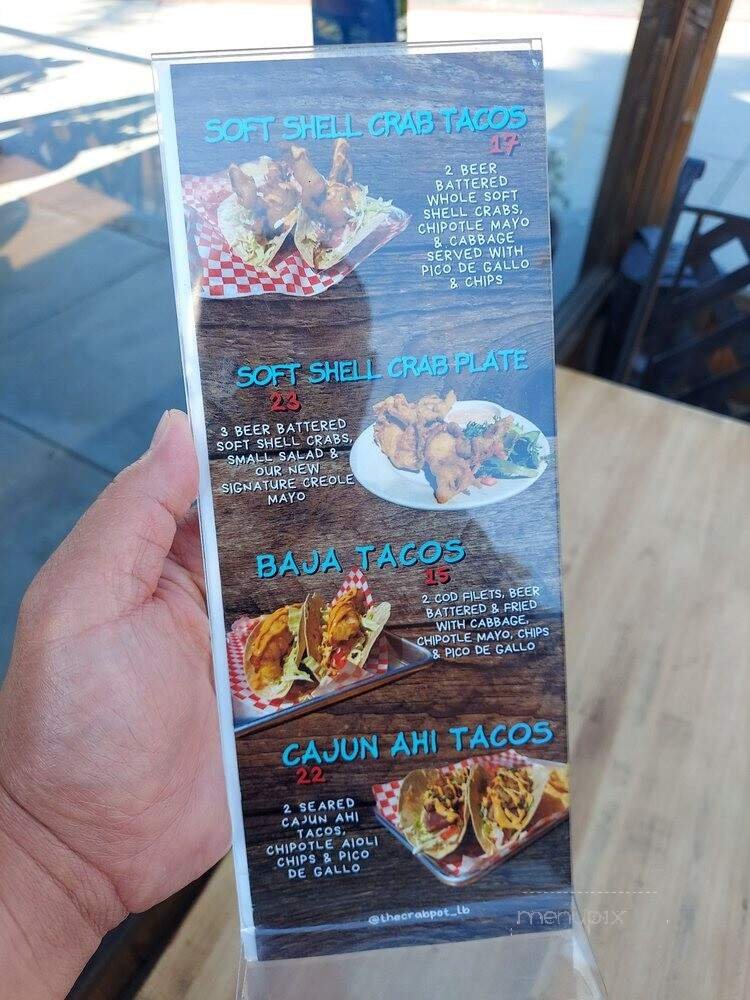 SOFT SHELL CRAB TACOS
17
2 BEER
BATTERED
WHOLE SOFT
SHELL CRABS,
CHIPOTLE MAYO
& CABBAGE
SERVED WITH
PICO DE GALLO
& CHIPS
SOFT SHELL CRAB PLATE
23
3 BEER BATTERED
SOFT SHELL CRABS,
SMALL SALAD &
OUR NEW
SIGNATURE CREOLE
MAYO
BAJA TACOS
15
2 COD FILETS, BEER
BATTERED & FRIED
WITH CABBAGE,
CHIPOTLE MAYO, CHIPS
& PICO DE GALLO
CAJUN AHI TACOS
22
2 SEARED
CAJUN AHI
TACOS,
CHIPOTLE AIOLI
CHIPS & PICO
DE GALLO
@thecrabpot_lb
menupix